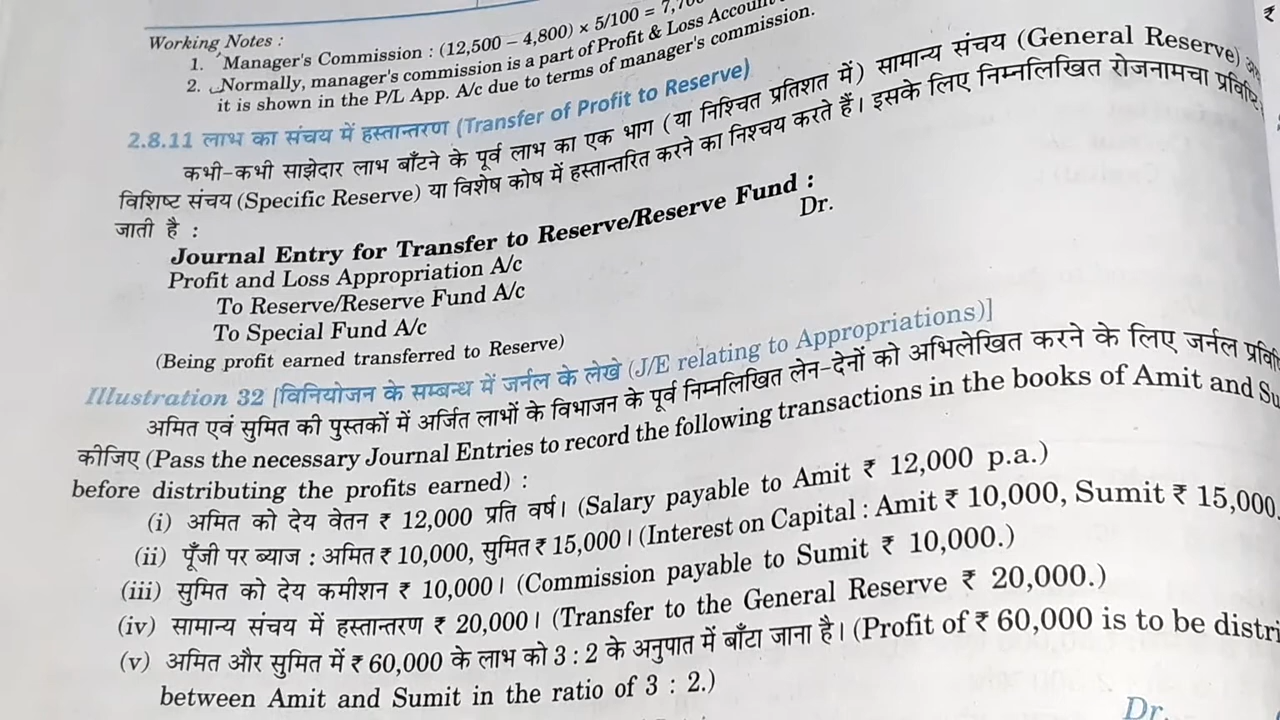 Working Notes :
1. Manager's Commission : (12,500 – 4,800) × 5/100 =
2. Normally, manager's commission is a part of Profit & Loss Account
it is shown in the P/L App. A/c due to terms of manager's commission.
₹
2.8.11 लाभ का संचय में हस्तान्तरण (Transfer of Profit to Reserve)
कभी-कभी साझेदार लाभ बाँटने के पूर्व लाभ का एक भाग (या निश्चित प्रतिशत में) सामान्य संचय (General Reserve)
विशिष्ट संचय (Specific Reserve) या विशेष कोष में हस्तान्तरित करने का निश्चय करते हैं। इसके लिए निम्नलिखित रोजनामचा
जाती है :
Journal Entry for Transfer to Reserve/Reserve Fund :
Profit and Loss Appropriation A/c Dr.
To Reserve/Reserve Fund A/c
To Special Fund A/c
(Being profit earned transferred to Reserve)
Illustration 32 [विनियोजन के सम्बन्ध में जर्नल के लेखे (J/E relating to Appropriations)]
अमित एवं सुमित की पुस्तकों में अर्जित लाभों के विभाजन के पूर्व निम्नलिखित लेन-देनों को अभिलेखित करने के लिए जर्नल
कीजिए (Pass the necessary Journal Entries to record the following transactions in the books of Amit and
before distributing the profits earned) :
(i) अमित को देय वेतन ₹ 12,000 प्रति वर्ष। (Salary payable to Amit ₹ 12,000 p.a.)
(ii) पूँजी पर ब्याज : अमित ₹ 10,000, सुमित ₹ 15,000। (Interest on Capital : Amit ₹ 10,000, Sumit ₹ 15,000.
(iii) सुमित को देय कमीशन ₹ 10,000। (Commission payable to Sumit ₹ 10,000.)
(iv) सामान्य संचय में हस्तान्तरण ₹ 20,000। (Transfer to the General Reserve ₹ 20,000.)
(v) अमित और सुमित में ₹ 60,000 के लाभ को 3 : 2 के अनुपात में बाँटा जाना है। (Profit of ₹ 60,000 is to be
between Amit and Sumit in the ratio of 3 : 2.)
Dr.